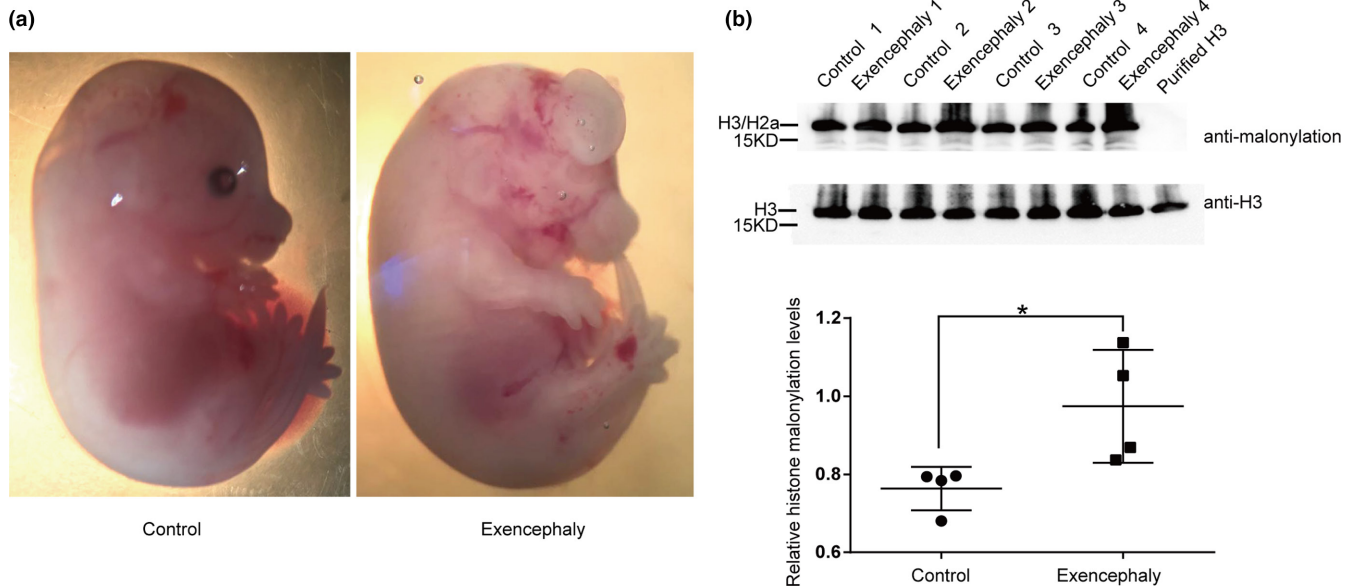 (a)
Control
Exencephaly
(b)
Control 1
Exencephaly 1
Control 2
Exencephaly 2
Control 3
Exencephaly 3
Control 4
Exencephaly 4
Purified H3
H3/H2a
15KD
anti-malonylation
H3
15KD
anti-H3
Relative histone malonylation levels
1.2
1.0
0.8
0.6
*
Control
Exencephaly